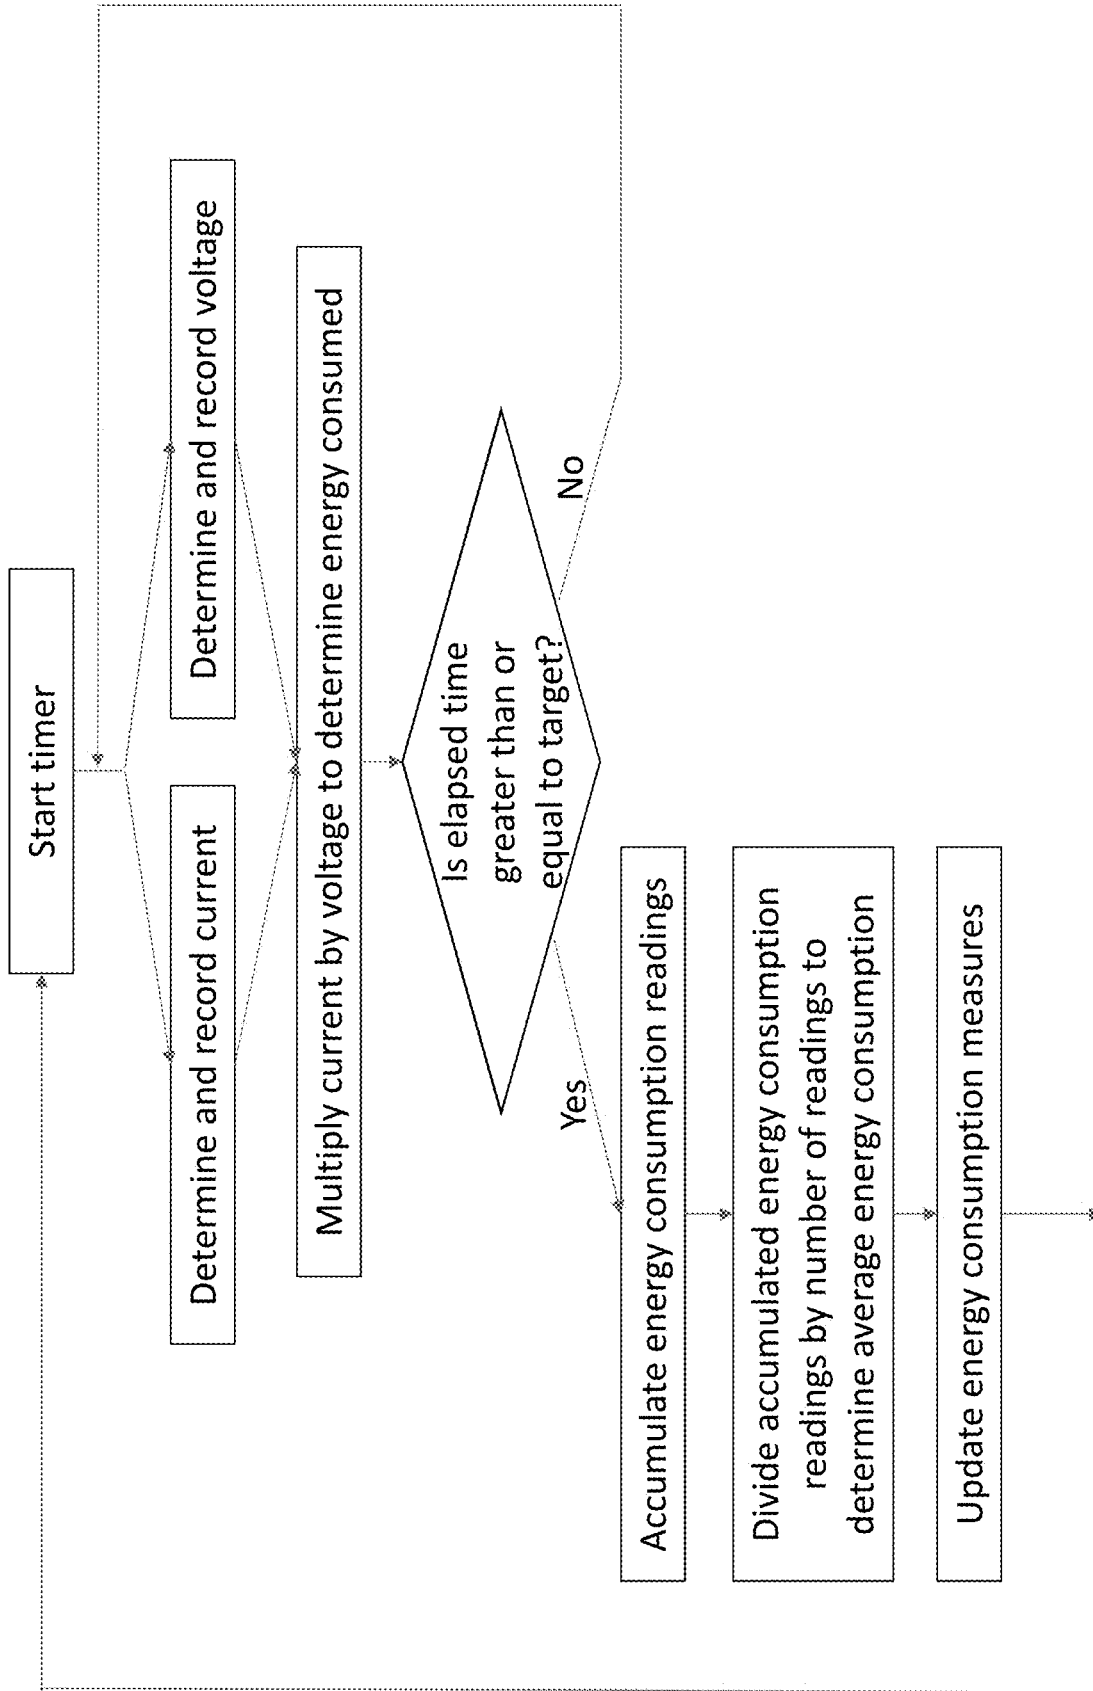 Start timer
Determine and record current
Determine and record voltage
Multiply current by voltage to determine energy consumed
Is elapsed time
greater than or
equal to target?
Yes
No
Accumulate energy consumption readings
Divide accumulated energy consumption
readings by number of readings to
determine average energy consumption
Update energy consumption measures